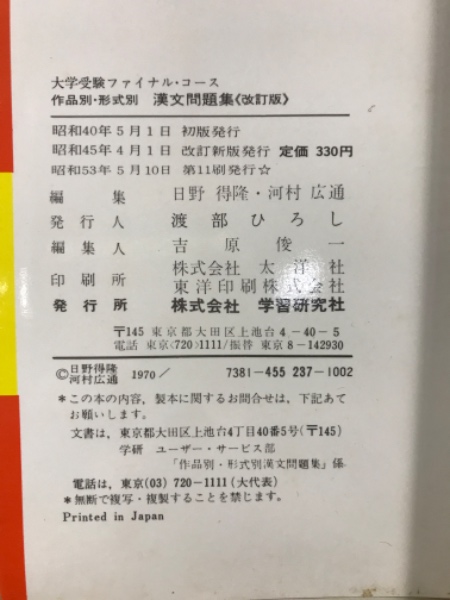 大学受験ファイナル・コース
作品別・形式別 漢文問題集《改訂版》
昭和40年5月1日 初版発行
昭和45年4月1日 改訂新版発行 定価 330円
昭和53年5月10日 第11刷発行☆
編集 日野 得隆・河村 広通
発行人 渡部ひろし
編集人 吉原俊一
印刷所 株式会社 太洋社
東洋印刷株式会社
発行所 株式会社 学習研究社
〒145 東京都大田区上池台4-40-5
電話 東京<720>1111/振替 東京8-142930
©日野得隆
河村広通 1970/ 7381-455 237-1002
*この本の内容,製本に関するお問合せは,下記あて
お願いします。
文書は,東京都大田区上池台4丁目40番5号(〒145)
学研 ユーザー・サービス部
「作品別・形式別漢文問題集」係
電話は,東京(03)720-1111(大代表)
*無断で複写・複製することを禁じます。
Printed in Japan